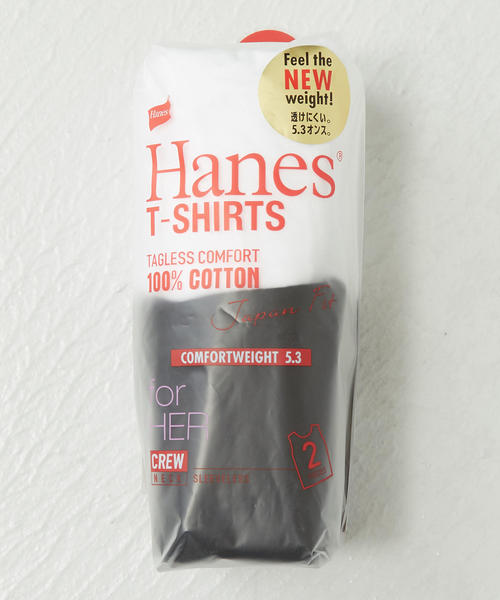 Feel the
NEW
weight!
透けにくい。
5.3オンス。
Hanes
Hanes®
T-SHIRTS
TAGLESS COMFORT
100% COTTON
Japan Fit
COMFORTWEIGHT 5.3
for
HER
CREW
NECK SLEEVELESS
2